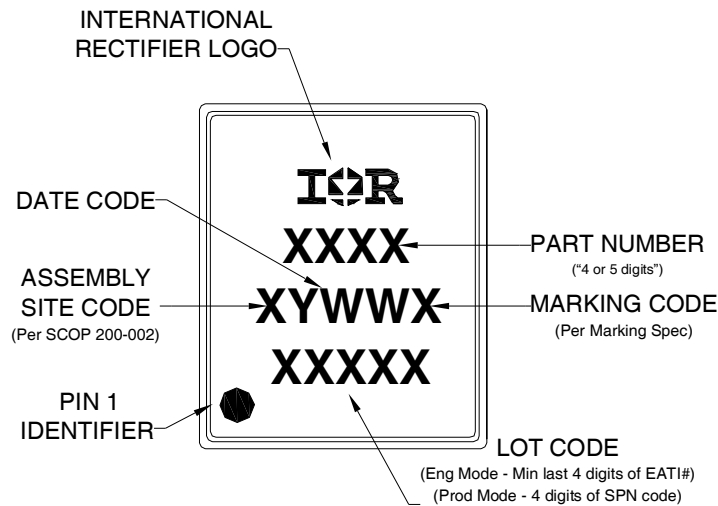 INTERNATIONAL
RECTIFIER LOGO
IOR
DATE CODE
XXXX
PART NUMBER
("4 or 5 digits")
ASSEMBLY
SITE CODE
(Per SCOP 200-002)
XYWWX
MARKING CODE
(Per Marking Spec)
XXXXX
PIN 1
IDENTIFIER
LOT CODE
(Eng Mode - Min last 4 digits of EATI#)
(Prod Mode - 4 digits of SPN code)